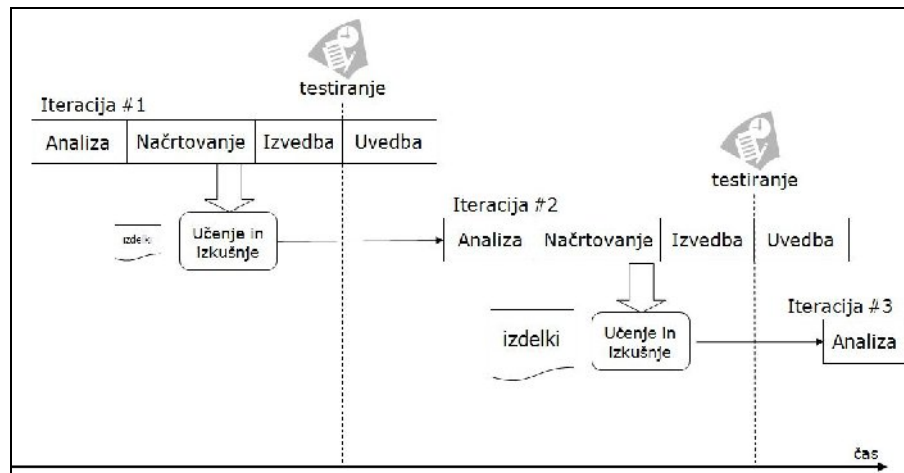 testiranje
Iteracija #1
Analiza Načrtovanje Izvedba Uvedba
testiranje
Iteracija #2
izdelki
Učenje in
izkušnje
Analiza Načrtovanje Izvedba Uvedba
Iteracija #3
izdelki
Učenje in
izkušnje
Analiza
čas